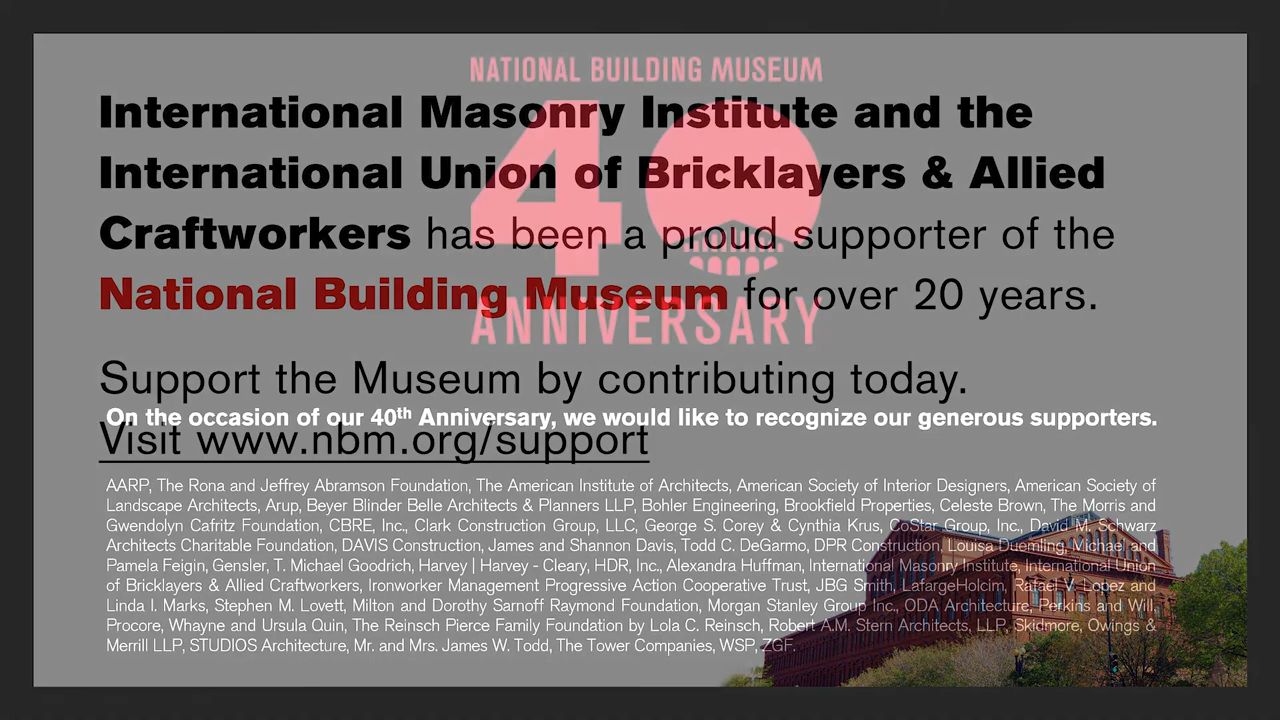 NATIONAL BUILDING MUSEUM
40
ANNIVERSARY
International Masonry Institute and the
International Union of Bricklayers & Allied
Craftworkers has been a proud supporter of the
National Building Museum for over 20 years.
Support the Museum by contributing today.
Visit www.nbm.org/support
On the occasion of our 40th Anniversary, we would like to recognize our generous supporters.
AARP, The Rona and Jeffrey Abramson Foundation, The American Institute of Architects, American Society of Interior Designers, American Society of
Landscape Architects, Arup, Beyer Blinder Belle Architects & Planners LLP, Bohler Engineering, Brookfield Properties, Celeste Brown, The Morris and
Gwendolyn Cafritz Foundation, CBRE, Inc., Clark Construction Group, LLC, George S. Corey & Cynthia Krus, CoStar Group, Inc., David M. Schwarz
Architects Charitable Foundation, DAVIS Construction, James and Shannon Davis, Todd C. DeGarmo, DPR Construction, Louisa Duemling, Michael and
Pamela Feigin, Gensler, T. Michael Goodrich, Harvey | Harvey - Cleary, HDR, Inc., Alexandra Huffman, International Masonry Institute, International Union
of Bricklayers & Allied Craftworkers, Ironworker Management Progressive Action Cooperative Trust, JBG Smith, LafargeHolcim, Rafael V. Lopez and
Linda I. Marks, Stephen M. Lovett, Milton and Dorothy Sarnoff Raymond Foundation, Morgan Stanley Group Inc., ODA Architecture, Perkins and Will,
Procore, Whayne and Ursula Quin, The Reinsch Pierce Family Foundation by Lola C. Reinsch, Robert A.M. Stern Architects, LLP, Skidmore, Owings &
Merrill LLP, STUDIOS Architecture, Mr. and Mrs. James W. Todd, The Tower Companies, WSP, ZGF.